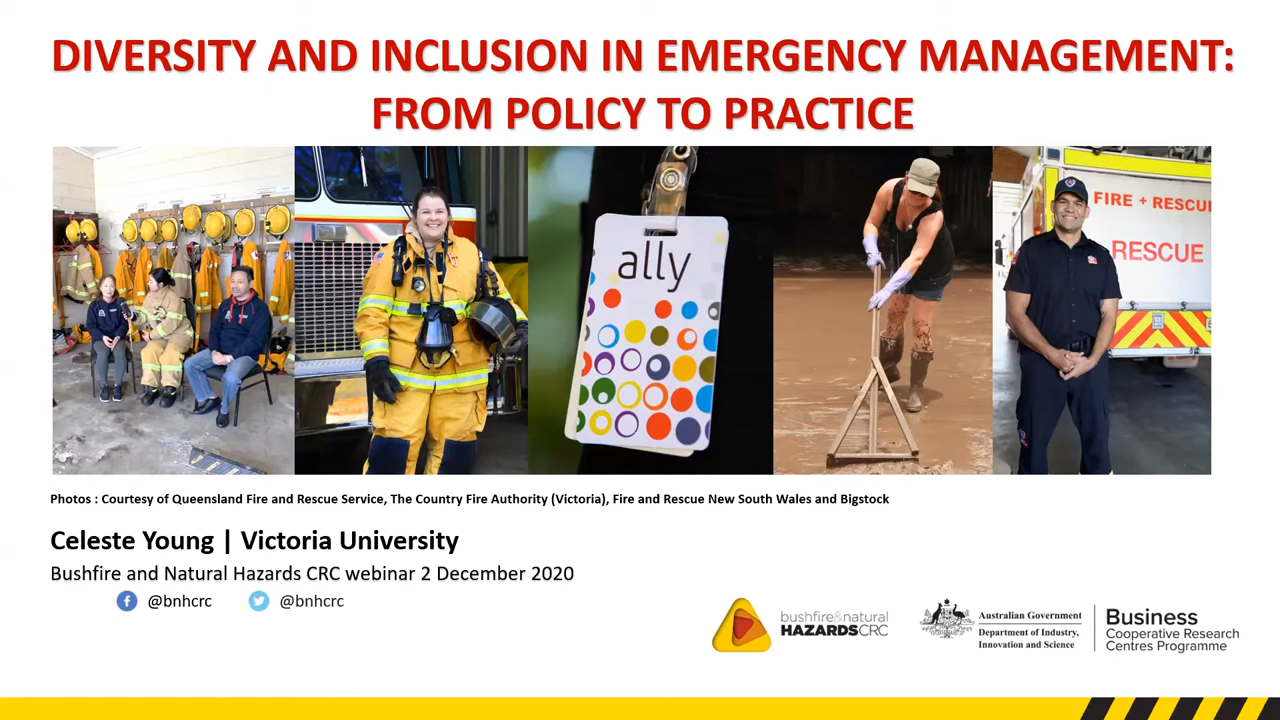 DIVERSITY AND INCLUSION IN EMERGENCY MANAGEMENT:
FROM POLICY TO PRACTICE
ally
FIRE + RESCU
RESCUE
Photos : Courtesy of Queensland Fire and Rescue Service, The Country Fire Authority (Victoria), Fire and Rescue New South Wales and Bigstock
Celeste Young | Victoria University
Bushfire and Natural Hazards CRC webinar 2 December 2020
@bnhcrc @bnhcrc
bushfire&natural
HAZARDSCRC
Australian Government
Department of Industry,
Innovation and Science
Business
Cooperative Research
Centres Programme